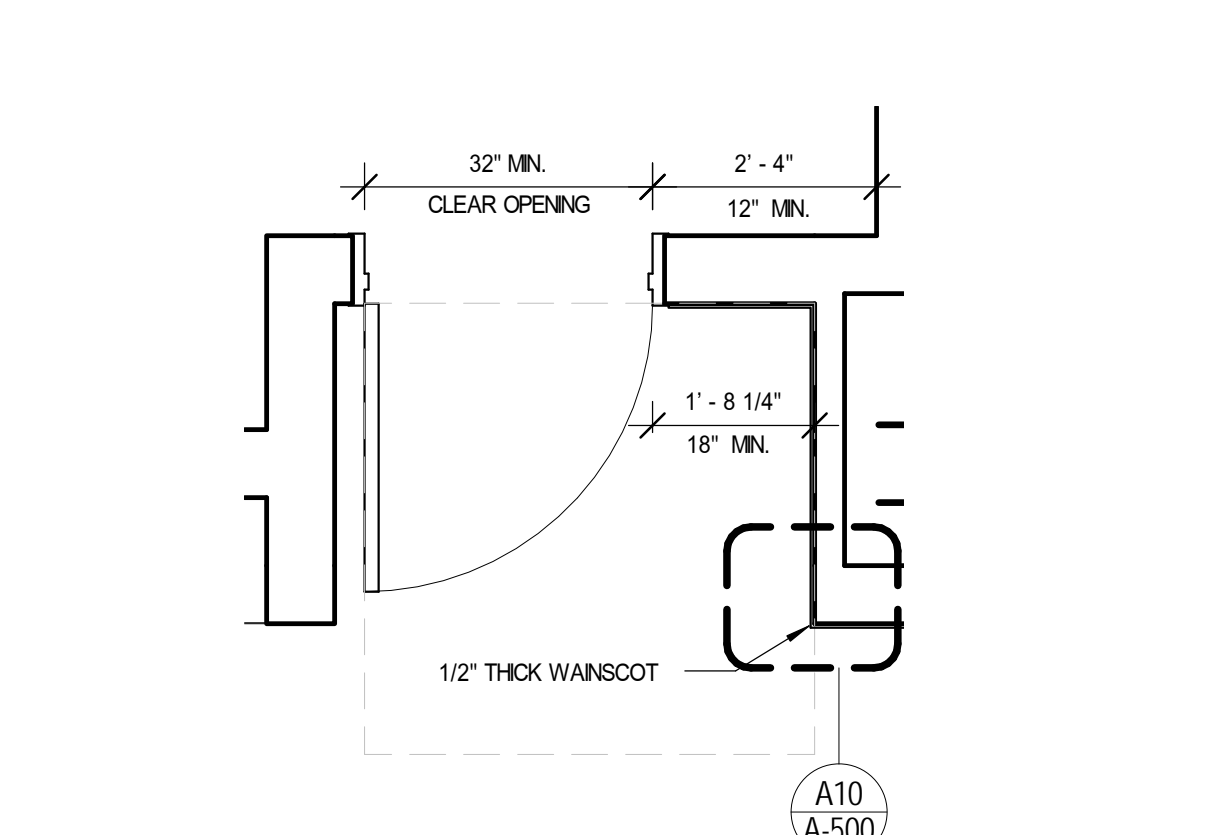 32" MIN.
CLEAR OPENING
2' - 4"
12" MIN.
1' - 8 1/4"
18" MIN.
1/2" THICK WAINSCOT
A10
A-500